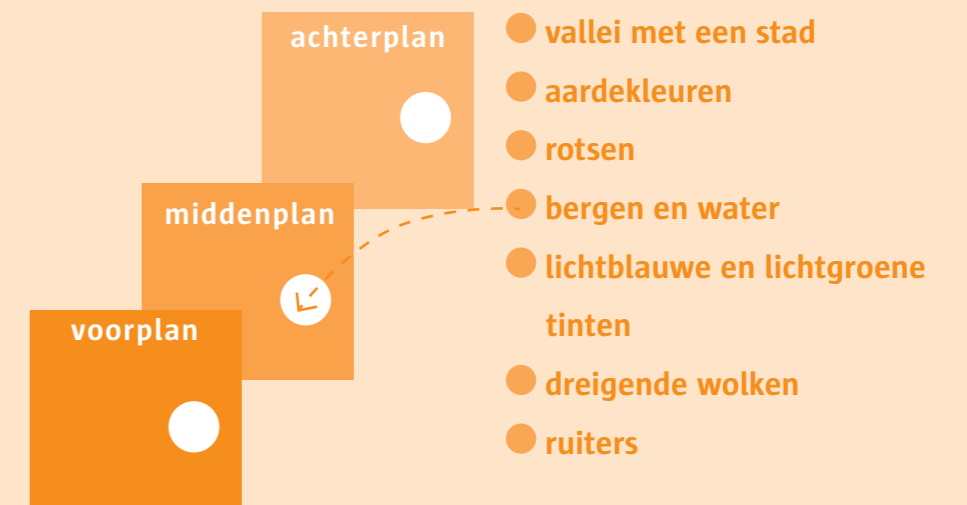 achterplan
middenplan
voorplan
vallei met een stad
aardekleuren
rotsen
bergen en water
lichtblauwe en lichtgroene
tinten
dreigende wolken
ruiters